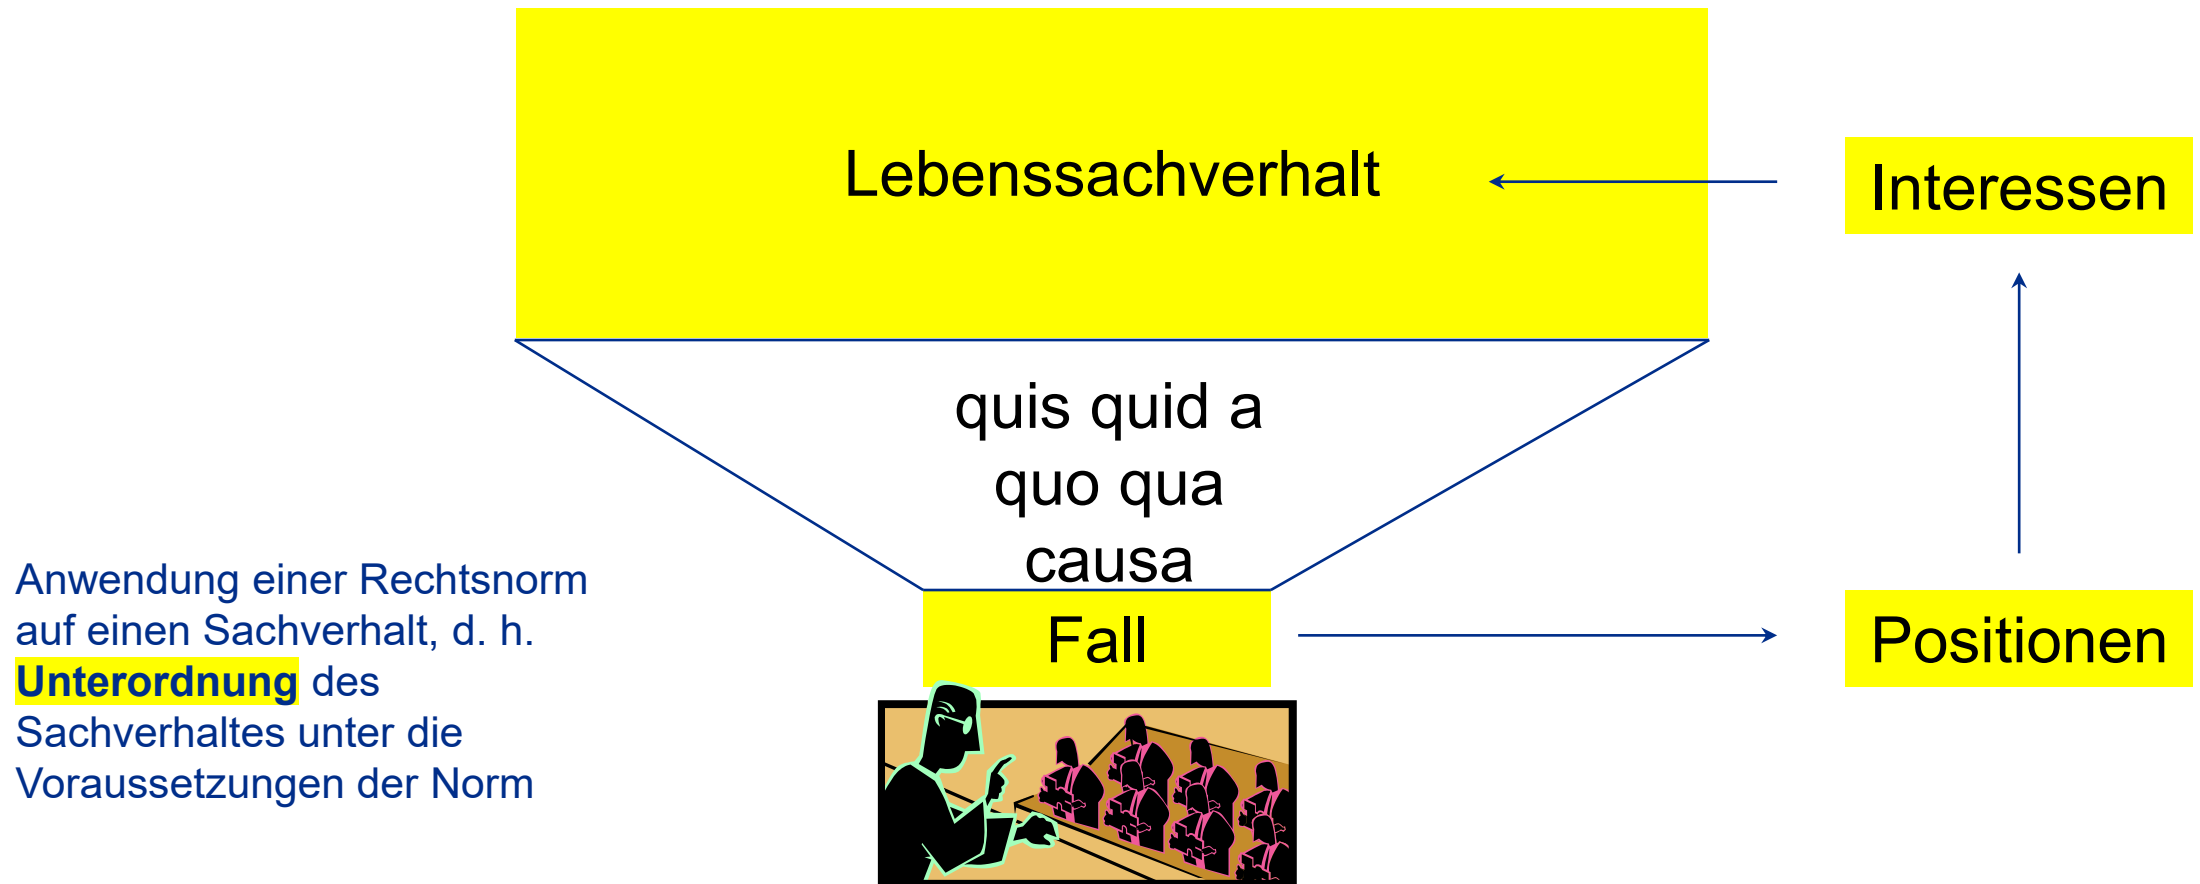 Lebenssachverhalt
Interessen
quis quid a
quo qua
causa
Anwendung einer Rechtsnorm
auf einen Sachverhalt, d. h.
Unterordnung des
Sachverhaltes unter die
Voraussetzungen der Norm
Fall
Positionen